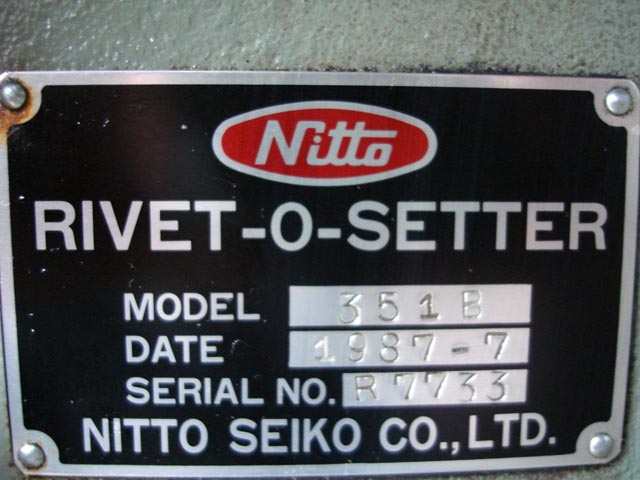 Nitto
RIVET-O-SETTER
MODEL 351B
DATE 1987-7
SERIAL NO. R7733
NITTO SEIKO CO., LTD.